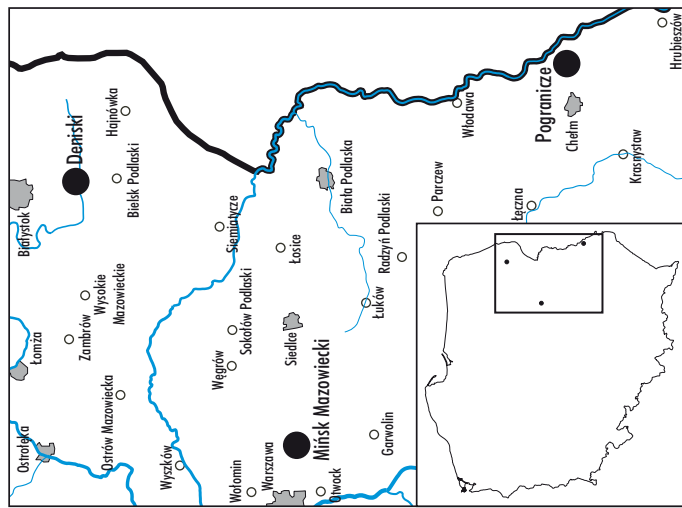 Ostrołęka
Łomża
Białystok
Zambrów
Deniski
Ostrów Mazowiecka
Wysokie
Mazowieckie
Hajnówka
Bielsk Podlaski
Wyszków
Węgrów
Siemiatycze
Wołomin
Sokołów Podlaski
Warszawa
Siedlce
Łosice
Mińsk Mazowiecki
Otwock
Biała Podlaska
Łuków
Radzyń Podlaski
Garwolin
Parczew
Włodawa
Łęczna
Pogranicze
Chełm
Krasnystaw
Hrubieszów